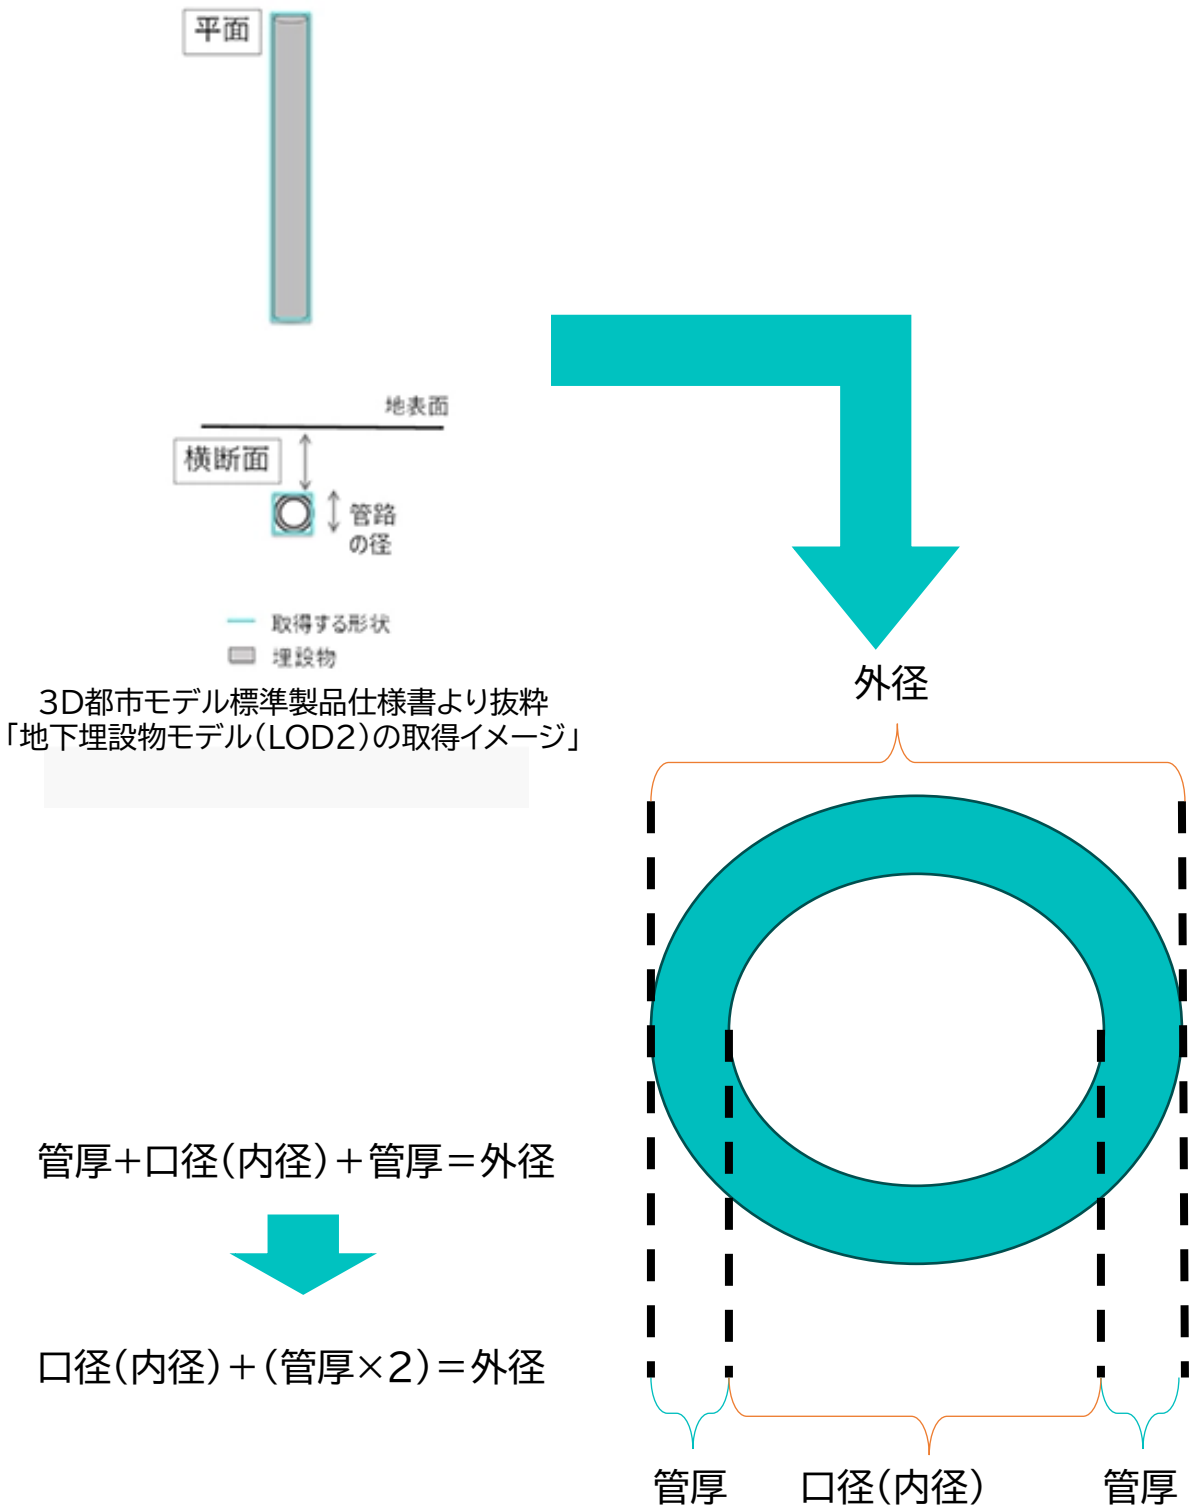 平面
地表面
横断面
管路
の径
取得する形状
埋設物
3D都市モデル標準製品仕様書より抜粋
「地下埋設物モデル(LOD2)の取得イメージ」
外径
管厚+口径(内径)+管厚=外径
口径(内径)+(管厚×2)=外径
管厚
口径(内径)
管厚